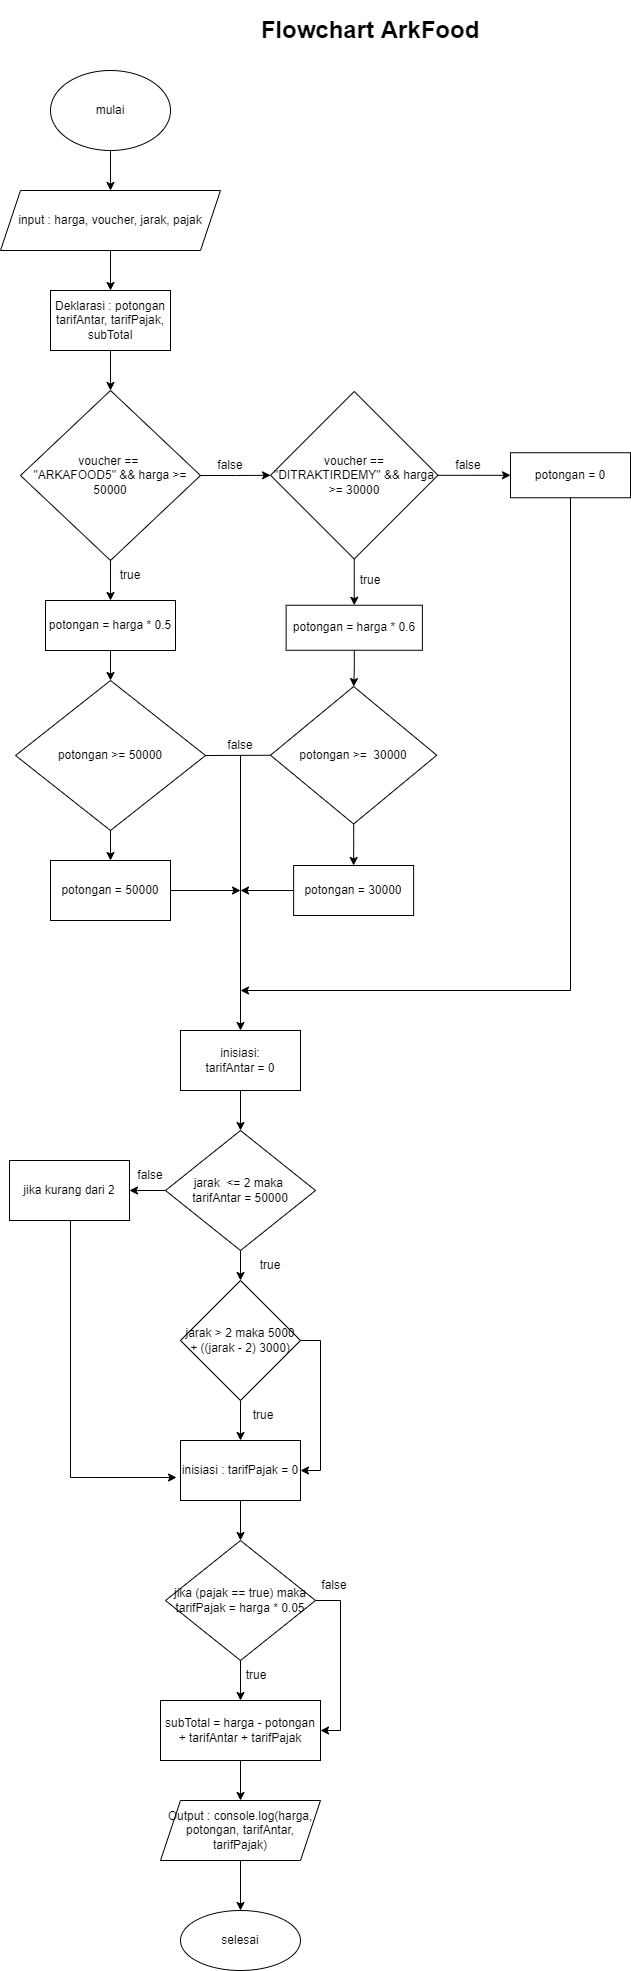 Flowchart ArkFood
mulai
input : harga, voucher, jarak, pajak
Deklarasi : potongan
tarifAntar, tarifPajak,
subTotal
voucher ==
"ARKAFOOD5" && harga >=
50000
false
voucher ==
"DITRAKTIRDEMY" && harga
>= 30000
false
potongan = 0
true
true
potongan = harga * 0.5
potongan = harga * 0.6
potongan >= 50000
false
potongan >=  30000
potongan = 50000
potongan = 30000
inisiasi:
tarifAntar = 0
jika kurang dari 2
false
jarak  <= 2 maka
tarifAntar = 50000
true
jarak > 2 maka 5000
+ ((jarak - 2) 3000)
true
inisiasi : tarifPajak = 0
jika (pajak == true) maka
tarifPajak = harga * 0.05
false
true
subTotal = harga - potongan
+ tarifAntar + tarifPajak
Output : console.log(harga,
potongan, tarifAntar,
tarifPajak)
selesai